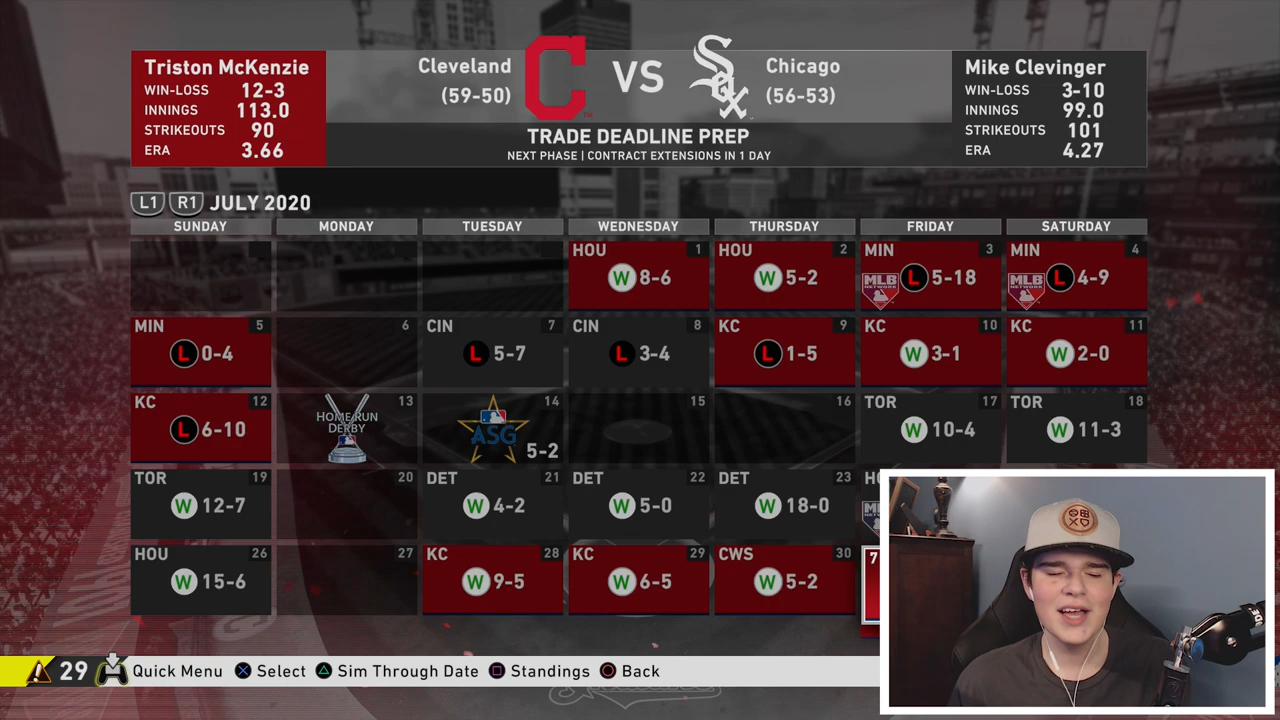 Triston McKenzie
WIN-LOSS 12-3
INNINGS 113.0
STRIKEOUTS 90
ERA 3.66
Cleveland
(59-50)
C
VS
Sox
Chicago
(56-53)
Mike Clevinger
WIN-LOSS 3-10
INNINGS 99.0
STRIKEOUTS 101
ERA 4.27
TRADE DEADLINE PREP
NEXT PHASE | CONTRACT EXTENSIONS IN 1 DAY
L1 R1 JULY 2020
SUNDAY MONDAY TUESDAY WEDNESDAY THURSDAY FRIDAY SATURDAY
HOU 1 HOU 2 MIN 3 MIN 4
W 8-6 W 5-2 MLB NETWORK L 5-18 MLB NETWORK L 4-9
MIN 5 6 CIN 7 CIN 8 KC 9 KC 10 KC 11
L 0-4 L 5-7 L 3-4 L 1-5 W 3-1 W 2-0
KC 12 13 14 15 16 TOR 17 TOR 18
L 6-10 HOME RUN DERBY ASG 5-2 W 10-4 W 11-3
TOR 19 20 DET 21 DET 22 DET 23
W 12-7 W 4-2 W 5-0 W 18-0
HOU 26 27 KC 28 KC 29 CWS 30 7
W 15-6 W 9-5 W 6-5 W 5-2
29 Quick Menu Select Sim Through Date Standings Back